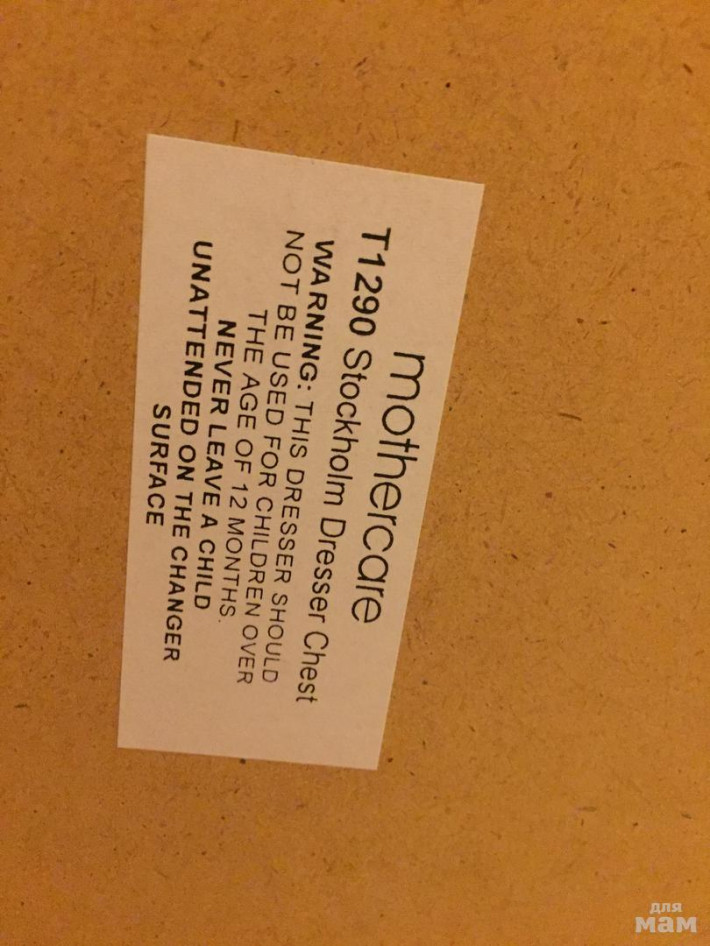 mothercare
T1290 Stockholm Dresser Chest
WARNING: THIS DRESSER SHOULD
NOT BE USED FOR CHILDREN OVER
THE AGE OF 12 MONTHS.
NEVER LEAVE A CHILD
UNATTENDED ON THE CHANGER
SURFACE
для
мам